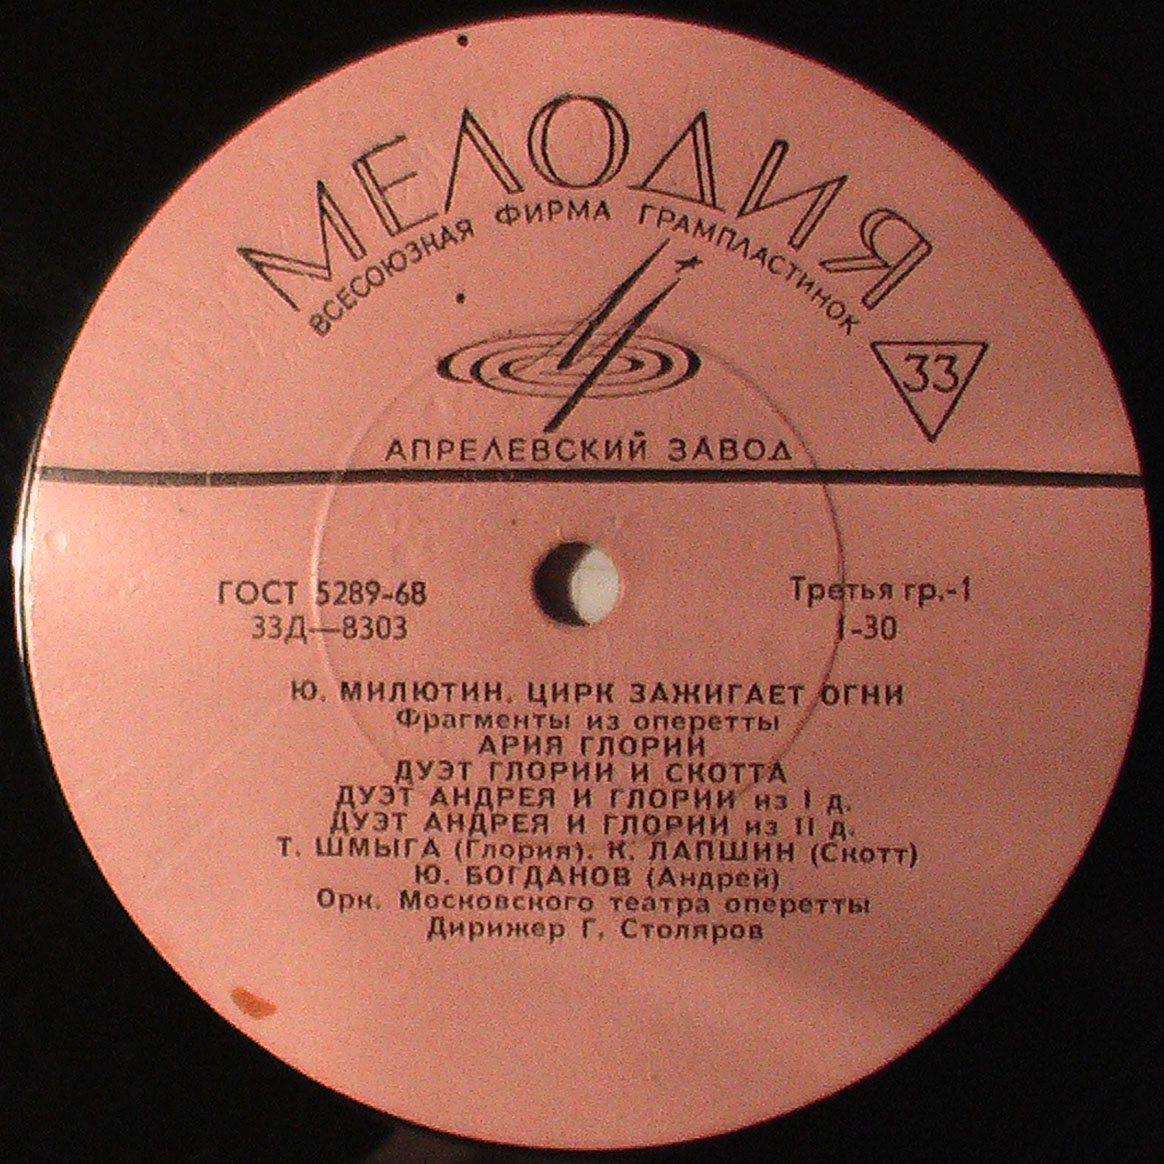 МЕЛОДИЯ
ВСЕСОЮЗНАЯ ФИРМА ГРАМПЛАСТИНОК
33
АПРЕЛЕВСКИЙ ЗАВОД
ГОСТ 5289-68
33Д—8303
Третья гр.-1
1-30
Ю. МИЛЮТИН. ЦИРК ЗАЖИГАЕТ ОГНИ
Фрагменты из оперетты
АРИЯ ГЛОРИИ
ДУЭТ ГЛОРИИ И СКОТТА
ДУЭТ АНДРЕЯ И ГЛОРИИ из I д.
ДУЭТ АНДРЕЯ И ГЛОРИИ из II д.
Т. ШМЫГА (Глория). К. ЛАПШИН (Скотт)
Ю. БОГДАНОВ (Андрей)
Орк. Московского театра оперетты
Дирижер Г. Столяров